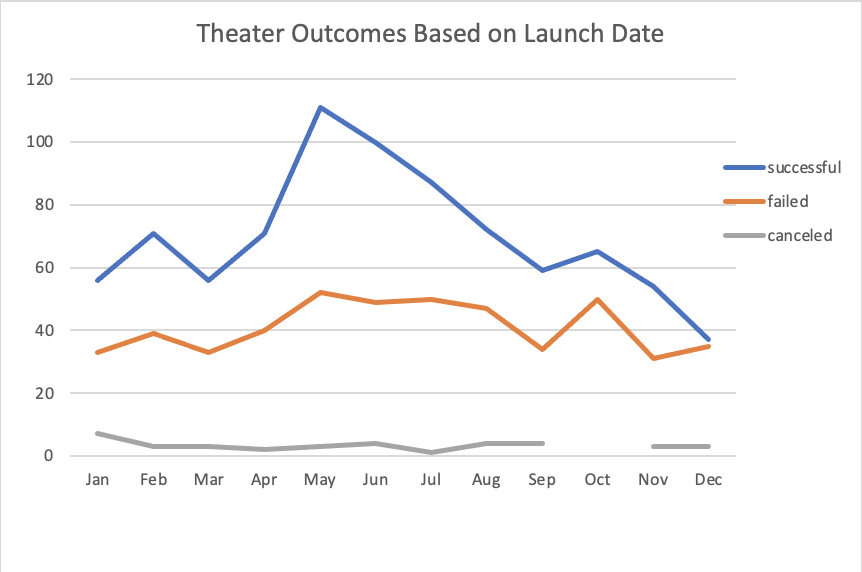 Theater Outcomes Based on Launch Date
120
100
80
60
40
20
0
Jan Feb Mar Apr May Jun Jul Aug Sep Oct Nov Dec
successful
failed
canceled